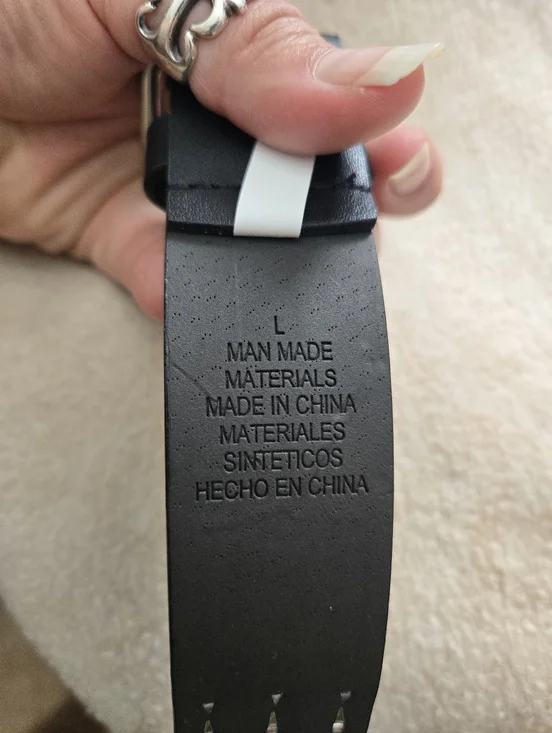 L
MAN MADE
MATERIALS
MADE IN CHINA
MATERIALES
SINTETICOS
HECHO EN CHINA